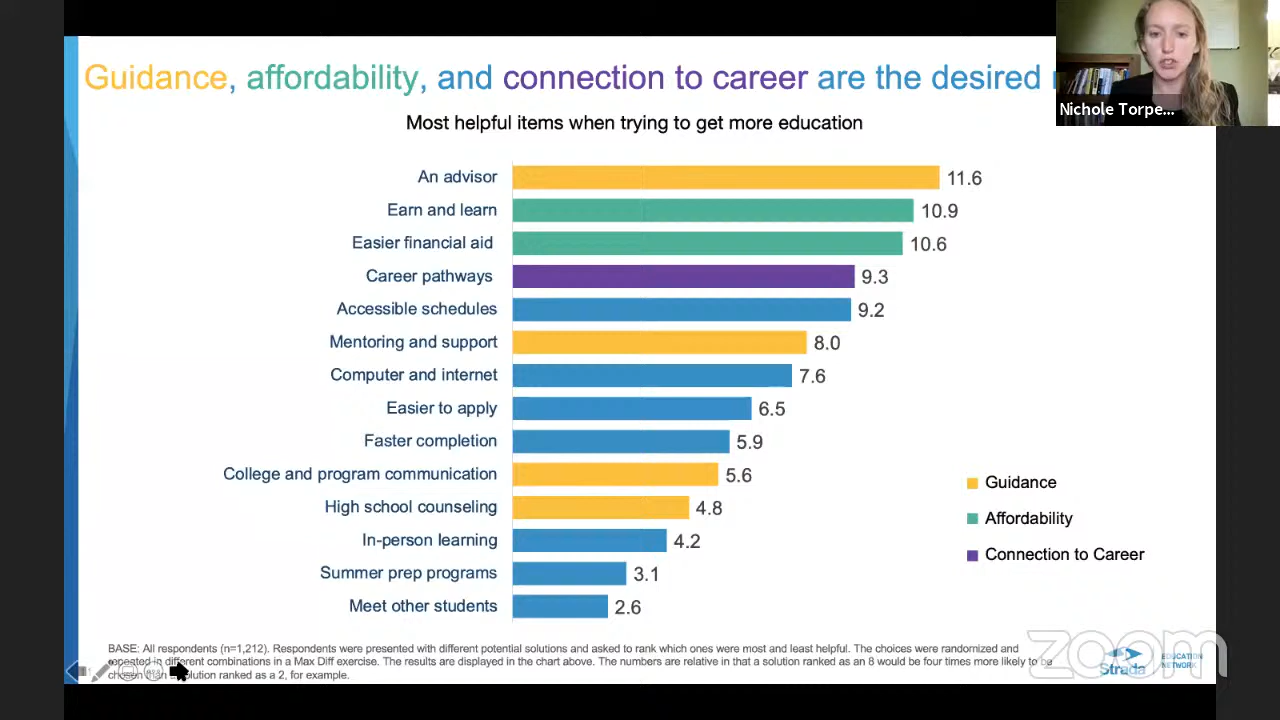 Guidance, affordability, and connection to career are the desired
Nichole Torpe...
Most helpful items when trying to get more education
An advisor 11.6
Earn and learn 10.9
Easier financial aid 10.6
Career pathways 9.3
Accessible schedules 9.2
Mentoring and support 8.0
Computer and internet 7.6
Easier to apply 6.5
Faster completion 5.9
College and program communication 5.6
High school counseling 4.8
In-person learning 4.2
Summer prep programs 3.1
Meet other students 2.6
Guidance
Affordability
Connection to Career
BASE: All respondents (n=1,212). Respondents were presented with different potential solutions and asked to rank which ones were most and least helpful. The choices were randomized and
repeated in different combinations in a Max Diff exercise. The results are displayed in the chart above. The numbers are relative in that a solution ranked as an 8 would be four times more likely to be
chosen than a solution ranked as a 2, for example.
zoom
Strada
EDUCATION
NETWORK